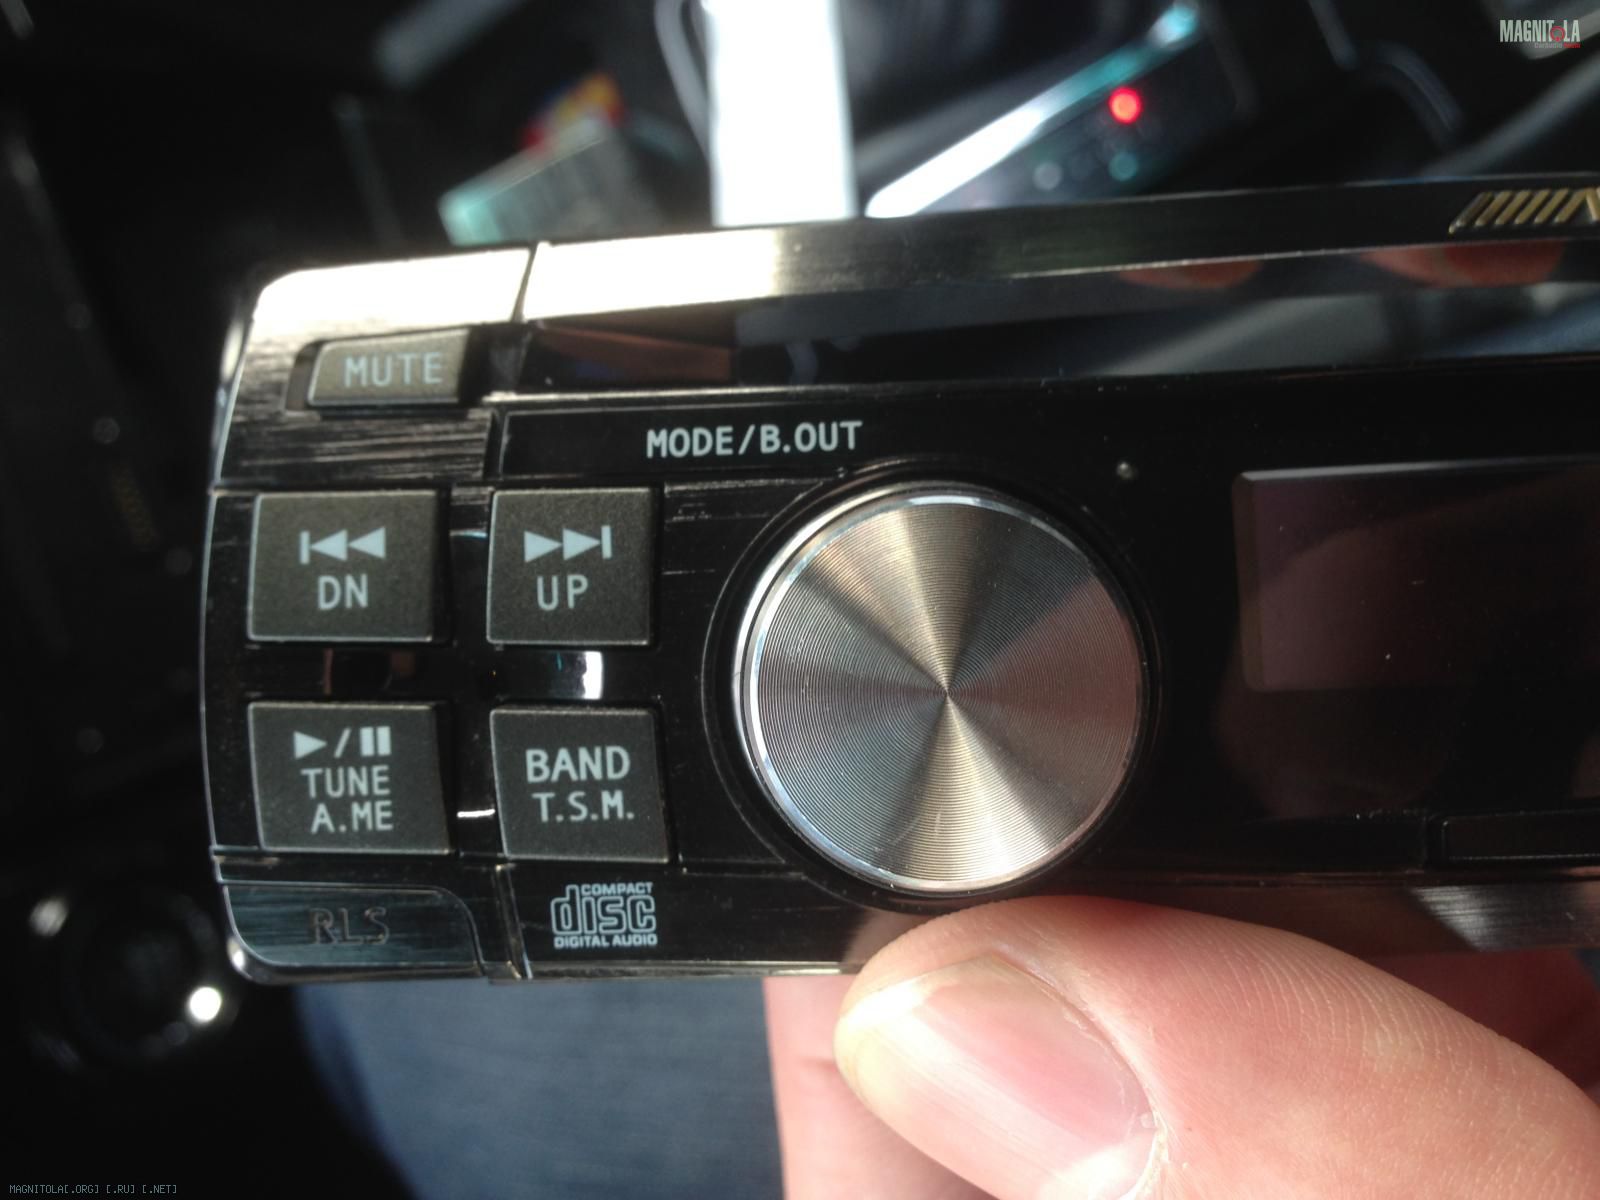 MAGNITOLA
MUTE
MODE/B.OUT
DN
UP
TUNE
A.ME
BAND
T.S.M.
RLS
COMPACT
disc
DIGITAL AUDIO
MAGNITOLA[.ORG] [.RU] [.NET]